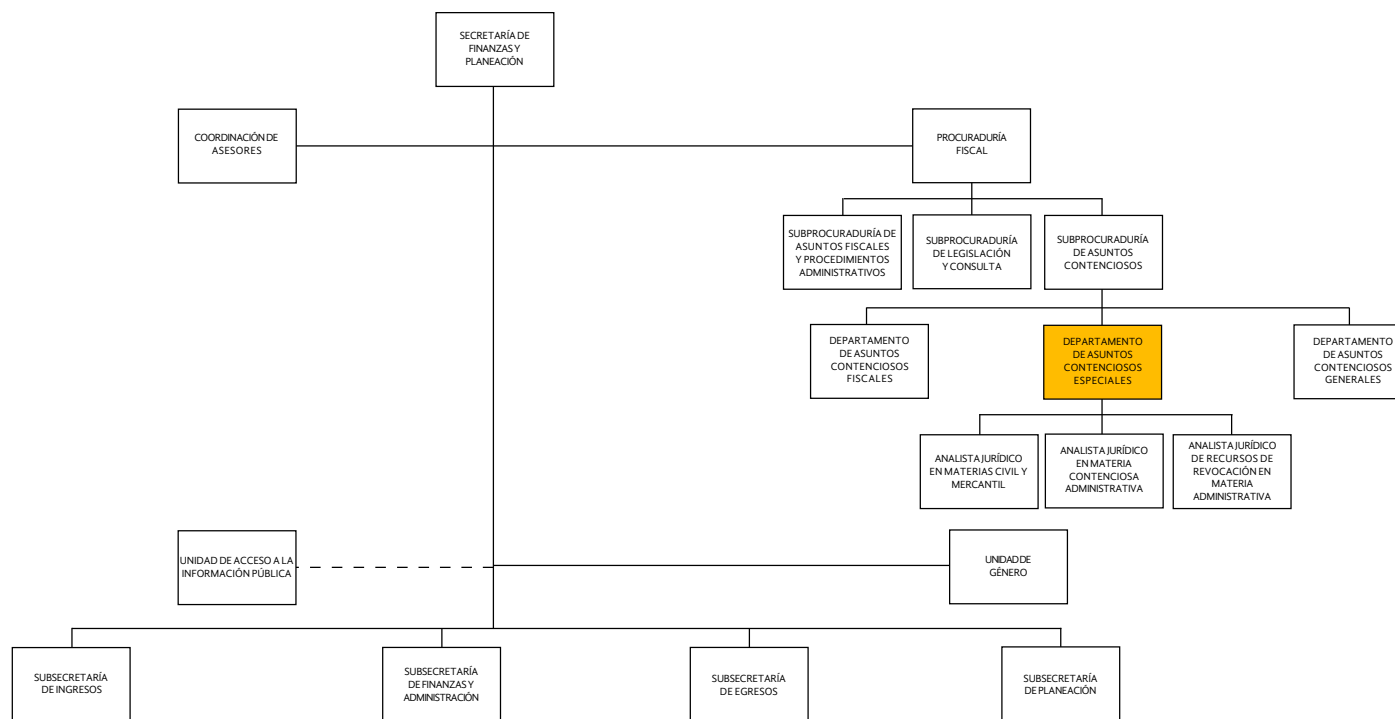 SECRETARÍA DE
FINANZAS Y
PLANEACIÓN
COORDINACIÓN DE
ASESORES
PROCURADURÍA
FISCAL
SUBPROCURADURÍA DE
ASUNTOS FISCALES
Y PROCEDIMIENTOS
ADMINISTRATIVOS
SUBPROCURADURÍA
DE LEGISLACIÓN
Y CONSULTA
SUBPROCURADURÍA
DE ASUNTOS
CONTENCIOSOS
DEPARTAMENTO
DE ASUNTOS
CONTENCIOSOS
FISCALES
DEPARTAMENTO
DE ASUNTOS
CONTENCIOSOS
ESPECIALES
DEPARTAMENTO
DE ASUNTOS
CONTENCIOSOS
GENERALES
ANALISTA JURÍDICO
EN MATERIAS CIVIL Y
MERCANTIL
ANALISTA JURÍDICO
EN MATERIA
CONTENCIOSA
ADMINISTRATIVA
ANALISTA JURÍDICO
DE RECURSOS DE
REVOCACIÓN EN
MATERIA
ADMINISTRATIVA
UNIDAD DE ACCESO A LA
INFORMACIÓN PÚBLICA
UNIDAD DE
GÉNERO
SUBSECRETARÍA
DE INGRESOS
SUBSECRETARÍA
DE FINANZAS Y
ADMINISTRACIÓN
SUBSECRETARÍA
DE EGRESOS
SUBSECRETARÍA
DE PLANEACIÓN